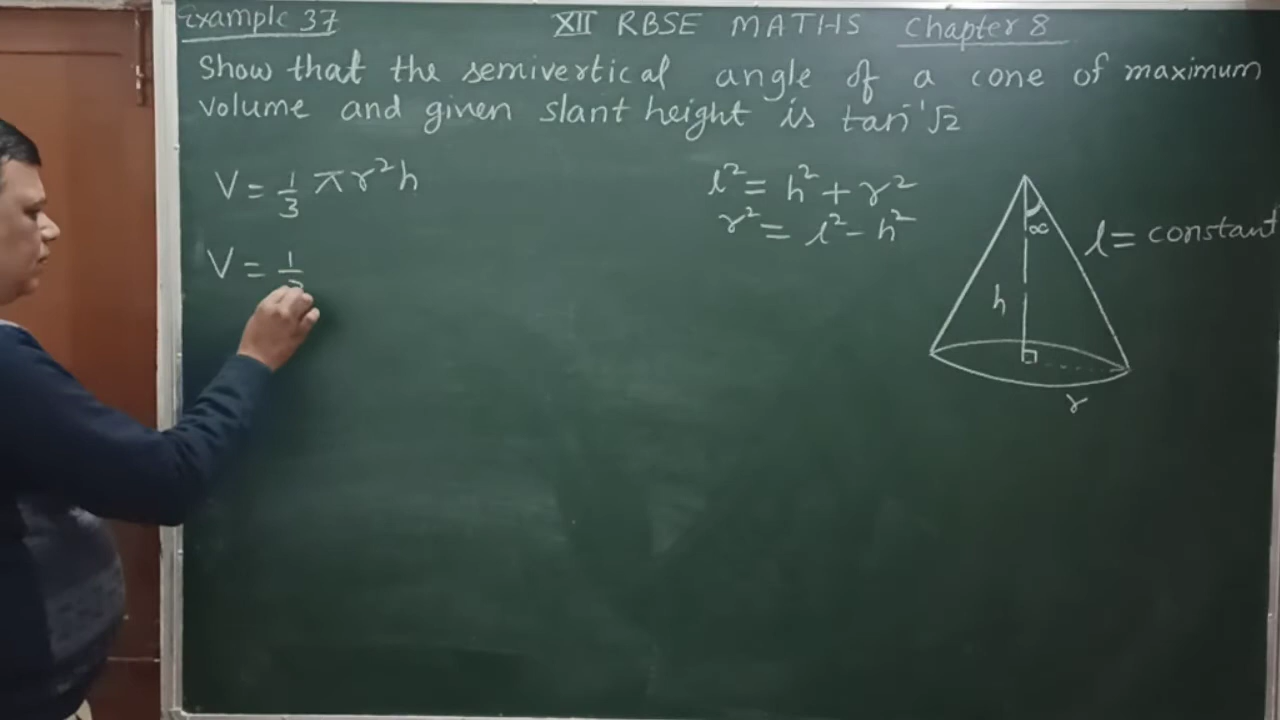 Example 37
XII RBSE MATHS Chapter 8
Show that the semivertical angle of a cone of maximum
volume and given slant height is tan⁻¹√2
V = 1/3 πr²h
l² = h² + r²
r² = l² - h²
V = 1/3
α
l = constant
h
r